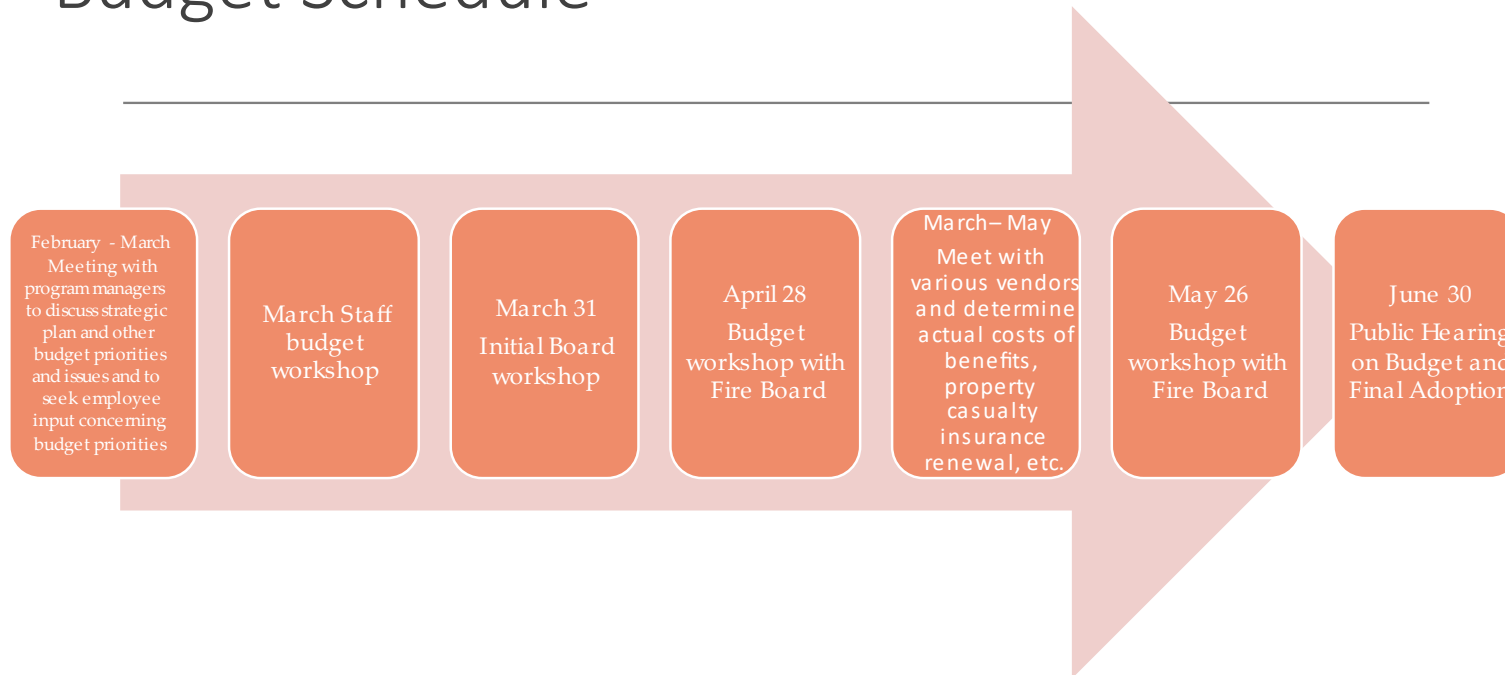 Budget Schedule
February - March
Meeting with
program managers
to discuss strategic
plan and other
budget priorities
and issues and to
seek employee
input concerning
budget priorities
March Staff
budget
workshop
March 31
Initial Board
workshop
April 28
Budget
workshop with
Fire Board
March– May
Meet with
various vendors
and determine
actual costs of
benefits,
property
casualty
insurance
renewal, etc.
May 26
Budget
workshop with
Fire Board
June 30
Public Hearing
on Budget and
Final Adoption